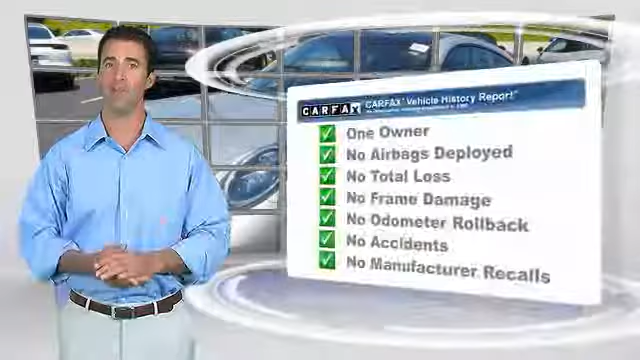 CARFAX CARFAX Vehicle History Report™
One Owner
No Airbags Deployed
No Total Loss
No Frame Damage
No Odometer Rollback
No Accidents
No Manufacturer Recalls